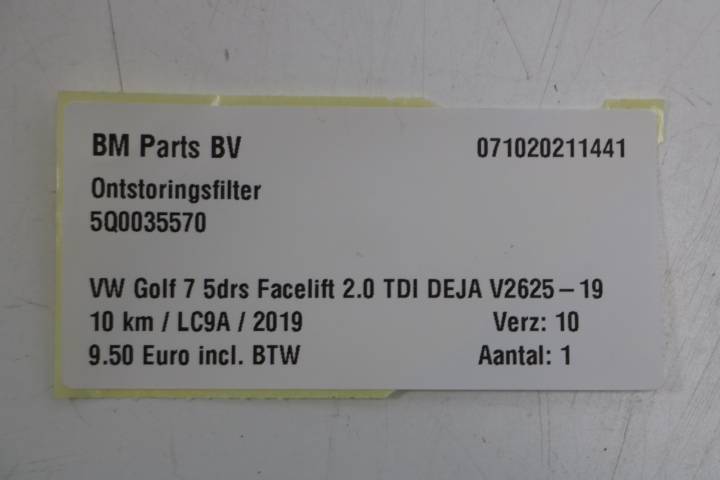 BM Parts BV 071020211441
Ontstoringsfilter
5Q0035570
VW Golf 7 5drs Facelift 2.0 TDI DEJA V2625-19
10 km / LC9A / 2019 Verz: 10
9.50 Euro incl. BTW Aantal: 1